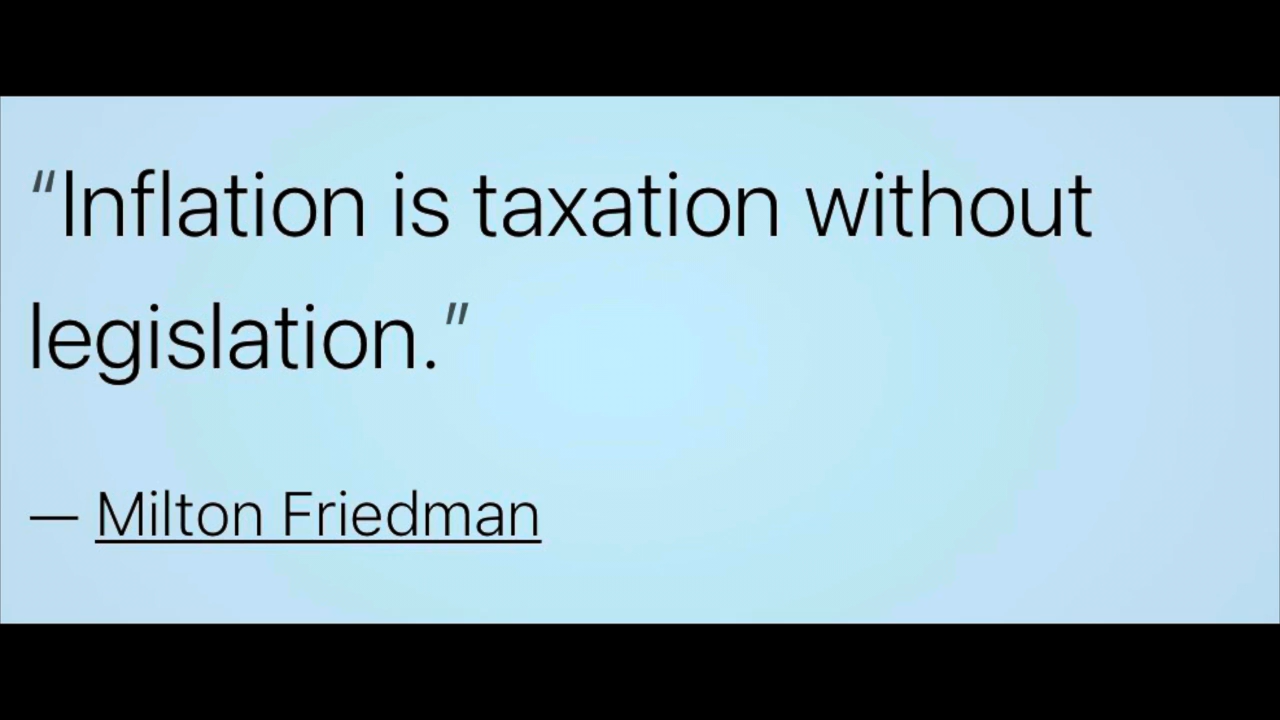 “Inflation is taxation without
legislation.”
— Milton Friedman